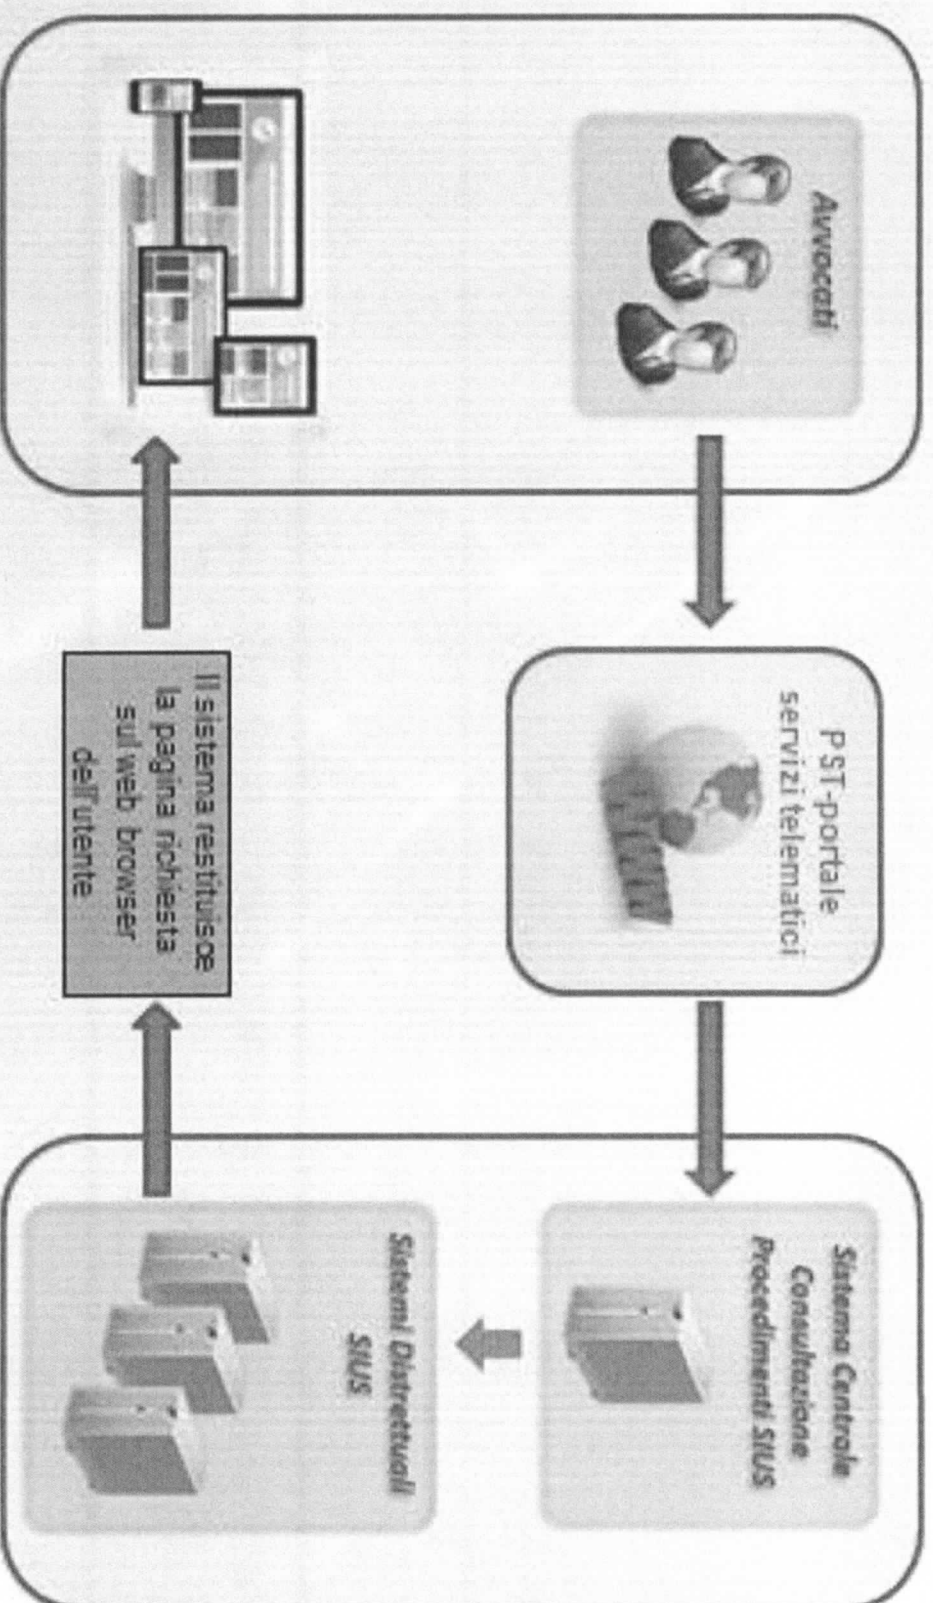 Avvocati
PST-portale
servizi telematici
Sistema Centrale
Consultazione
Procedimenti SIUS
Sistemi Distrettuali
SIUS
Il sistema restituisce
la pagina richiesta
sul web browser
dell'utente